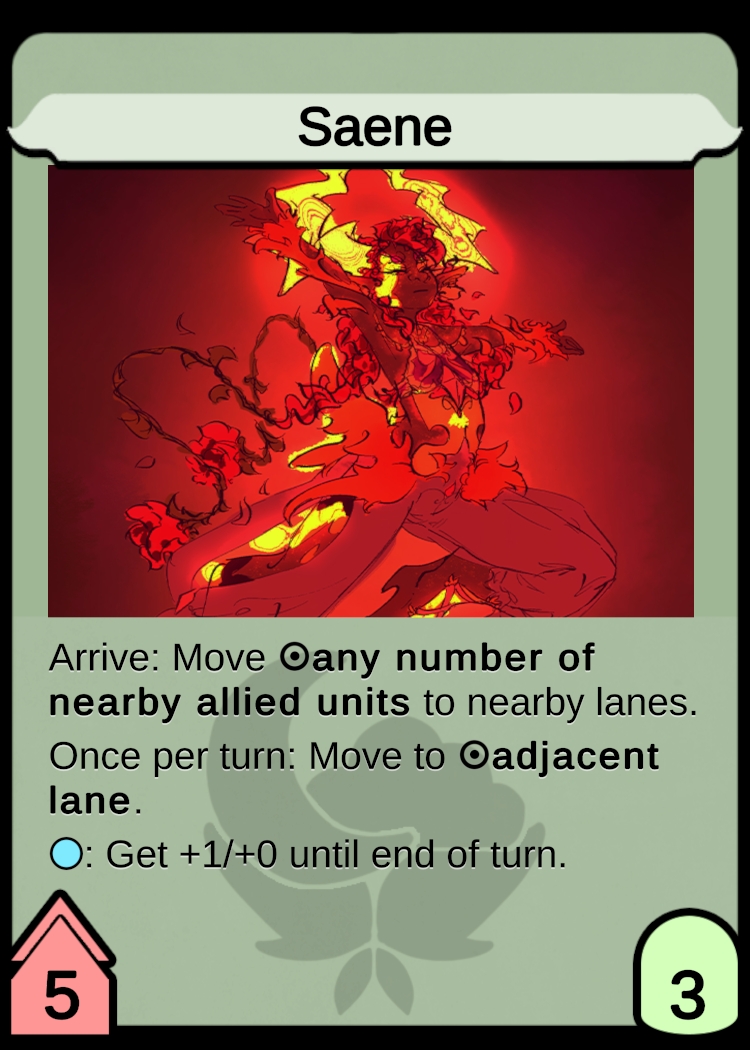 Saene
Arrive: Move ⊙any number of
nearby allied units to nearby lanes.
Once per turn: Move to ⊙adjacent
lane.
: Get +1/+0 until end of turn.
5
3